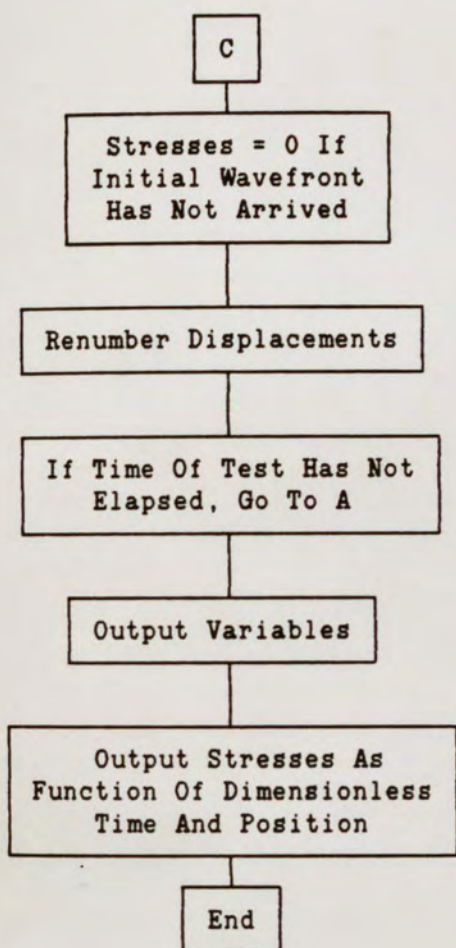 C
Stresses = 0 If
Initial Wavefront
Has Not Arrived
Renumber Displacements
If Time Of Test Has Not
Elapsed, Go To A
Output Variables
Output Stresses As
Function Of Dimensionless
Time And Position
End